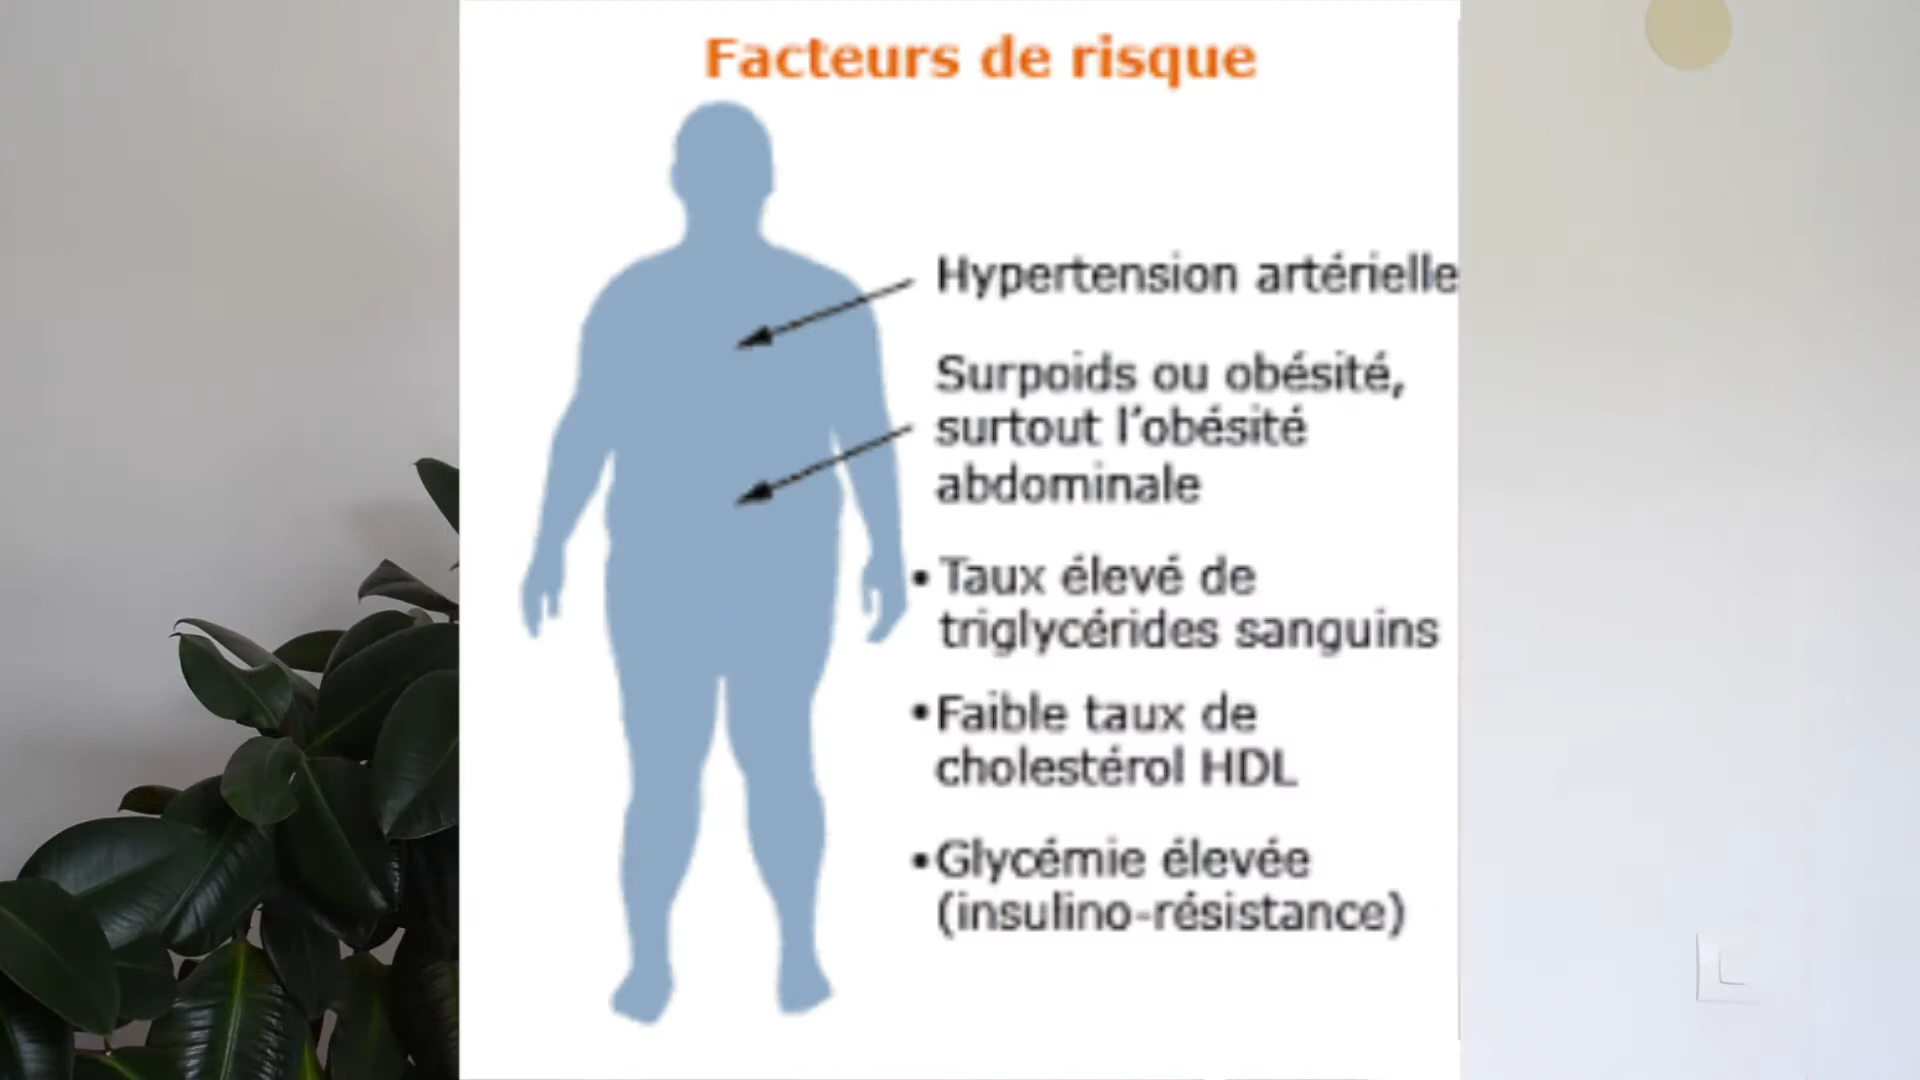 Facteurs de risque
Hypertension artérielle
Surpoids ou obésité,
surtout l'obésité
abdominale
• Taux élevé de
triglycérides sanguins
• Faible taux de
cholestérol HDL
• Glycémie élevée
(insulino-résistance)